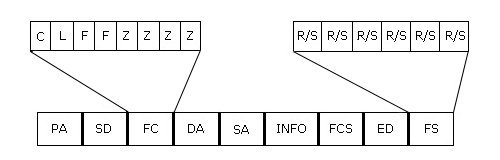 C L F F Z Z Z Z R/S R/S R/S R/S R/S R/S
PA SD FC DA SA INFO FCS ED FS